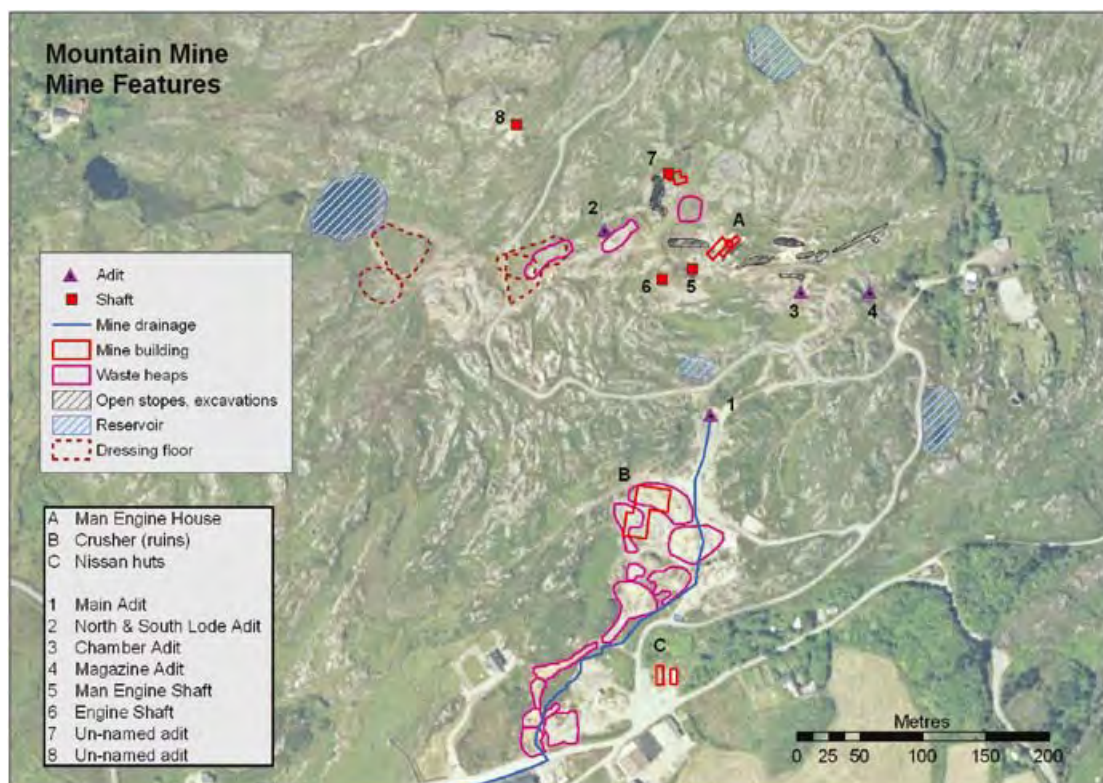 Mountain Mine
Mine Features
8
7
2
A
6
5
3
4
1
B
C
Adit
Shaft
Mine drainage
Mine building
Waste heaps
Open stopes, excavations
Reservoir
Dressing floor
A Man Engine House
B Crusher (ruins)
C Nissan huts
1 Main Adit
2 North & South Lode Adit
3 Chamber Adit
4 Magazine Adit
5 Man Engine Shaft
6 Engine Shaft
7 Un-named adit
8 Un-named adit
Metres
0 25 50 100 150 200